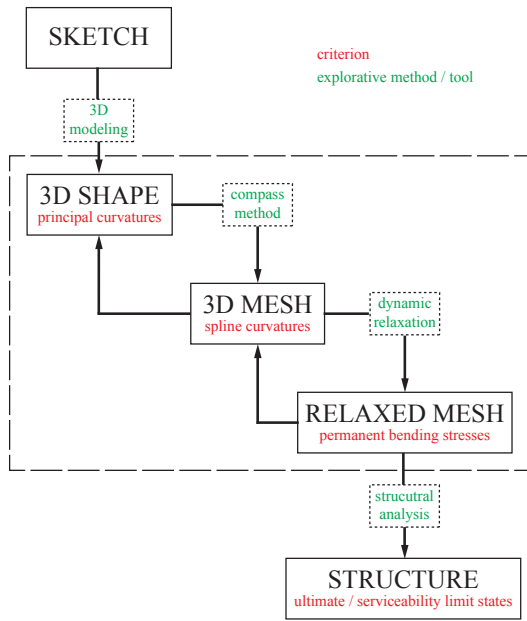 SKETCH
criterion
explorative method / tool
3D
modeling
3D SHAPE
principal curvatures
compass
method
3D MESH
spline curvatures
dynamic
relaxation
RELAXED MESH
permanent bending stresses
strucutral
analysis
STRUCTURE
ultimate / serviceability limit states